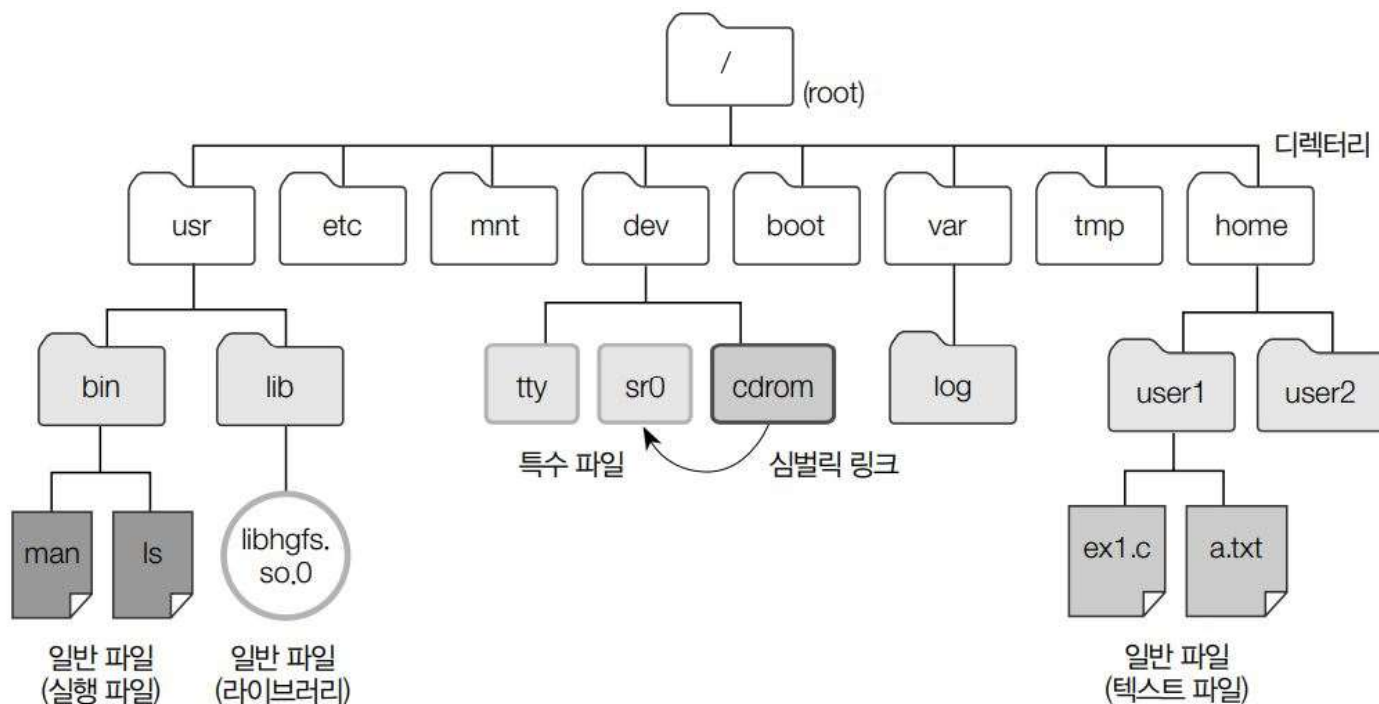 /
(root)
디렉터리
usr
etc
mnt
dev
boot
var
tmp
home
bin
lib
tty
sr0
cdrom
log
user1
user2
특수 파일
심벌릭 링크
man
ls
libhgfs.
so.0
ex1.c
a.txt
일반 파일
(실행 파일)
일반 파일
(라이브러리)
일반 파일
(텍스트 파일)